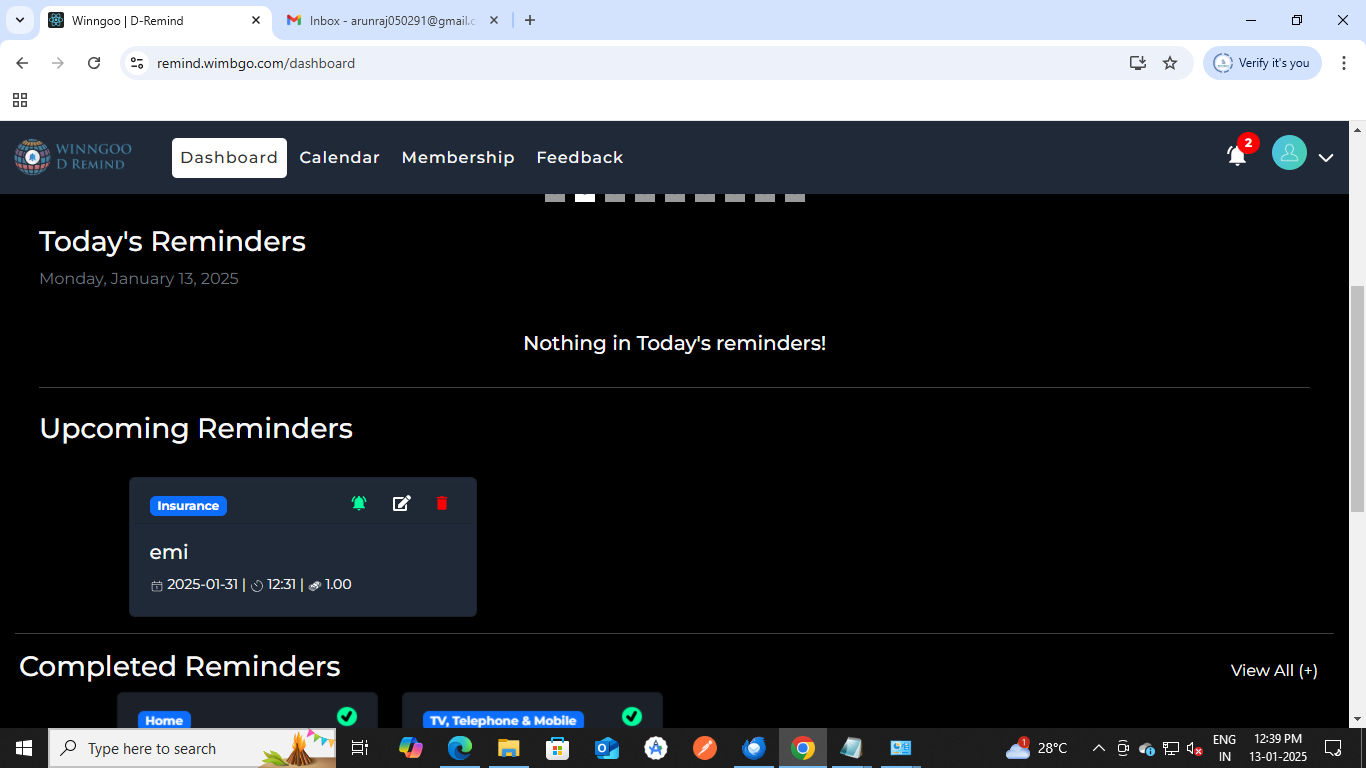 Winngoo | D-Remind
Inbox - arunraj050291@gmail.c
remind.wimbgo.com/dashboard
Verify it's you
WINNGOO
D REMIND
Dashboard
Calendar
Membership
Feedback
2
Today's Reminders
Monday, January 13, 2025
Nothing in Today's reminders!
Upcoming Reminders
Insurance
emi
2025-01-31 | 12:31 | 1.00
Completed Reminders
View All (+)
Home
TV, Telephone & Mobile
Type here to search
1
28°C
ENG
IN
12:39 PM
13-01-2025